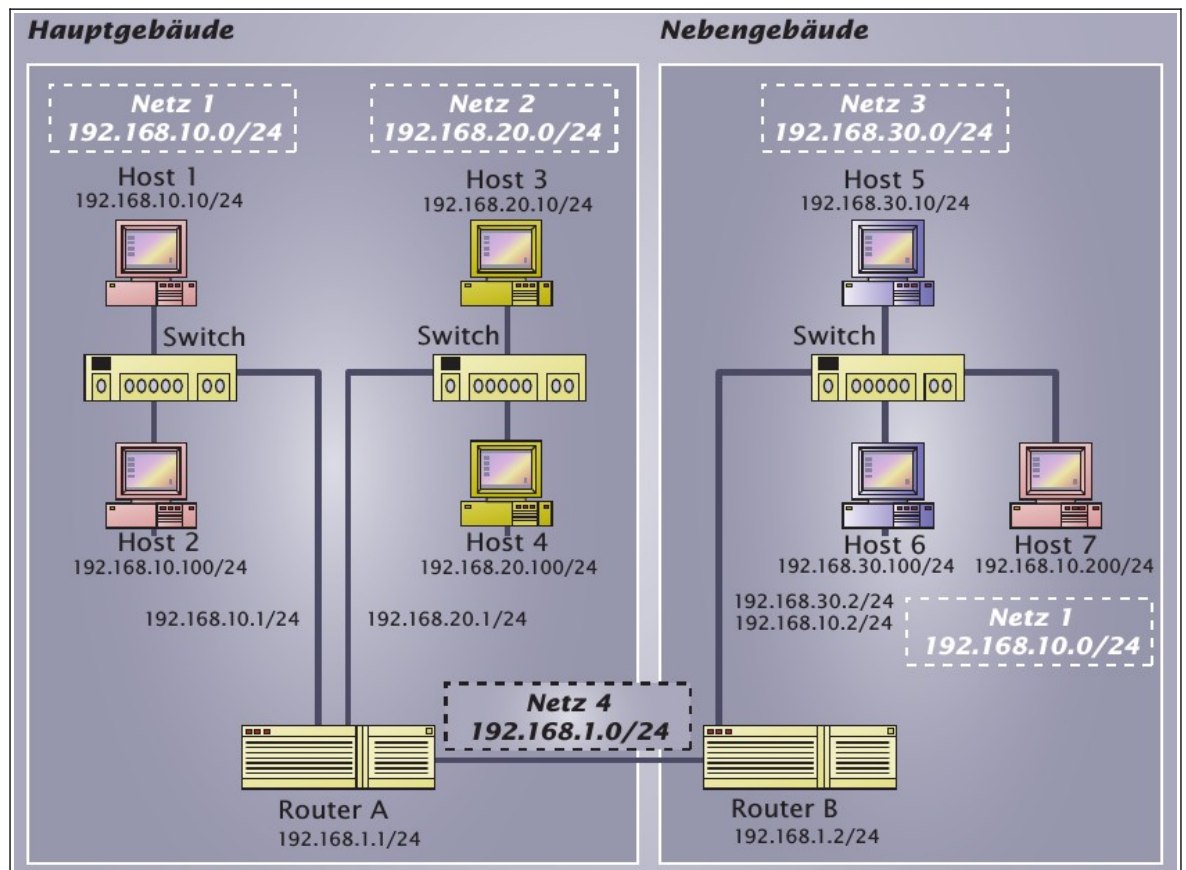 Hauptgebäude
Nebengebäude
Netz 1
192.168.10.0/24
Netz 2
192.168.20.0/24
Netz 3
192.168.30.0/24
Host 1
192.168.10.10/24
Host 3
192.168.20.10/24
Host 5
192.168.30.10/24
Switch
Switch
Switch
Host 2
192.168.10.100/24
Host 4
192.168.20.100/24
Host 6
192.168.30.100/24
Host 7
192.168.10.200/24
192.168.10.1/24
192.168.20.1/24
192.168.30.2/24
192.168.10.2/24
Netz 1
192.168.10.0/24
Netz 4
192.168.1.0/24
Router A
192.168.1.1/24
Router B
192.168.1.2/24